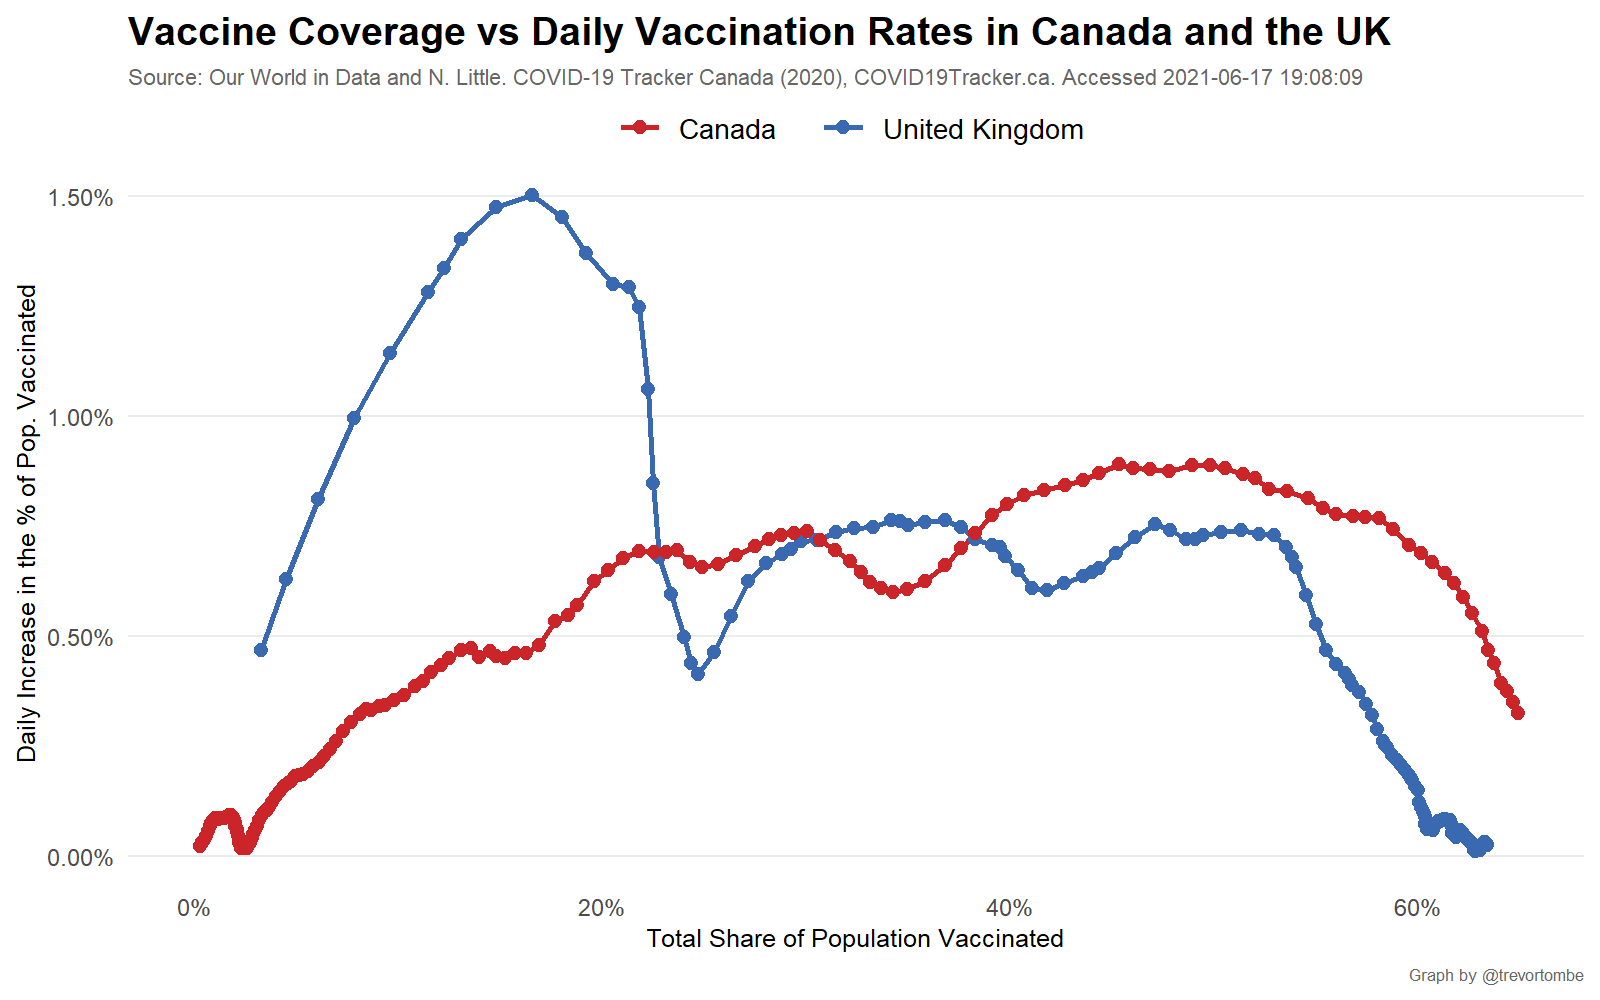 Vaccine Coverage vs Daily Vaccination Rates in Canada and the UK
Source: Our World in Data and N. Little. COVID-19 Tracker Canada (2020), COVID19Tracker.ca. Accessed 2021-06-17 19:08:09
Canada
United Kingdom
Daily Increase in the % of Pop. Vaccinated
1.50%
1.00%
0.50%
0.00%
0%
20%
40%
60%
Total Share of Population Vaccinated
Graph by @trevortombe